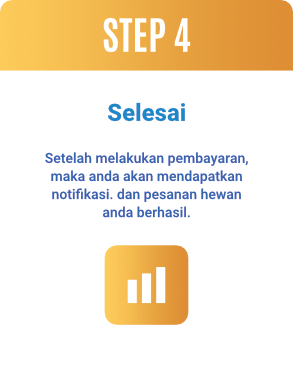 STEP 4
Selesai
Setelah melakukan pembayaran,
maka anda akan mendapatkan
notifikasi. dan pesanan hewan
anda berhasil.